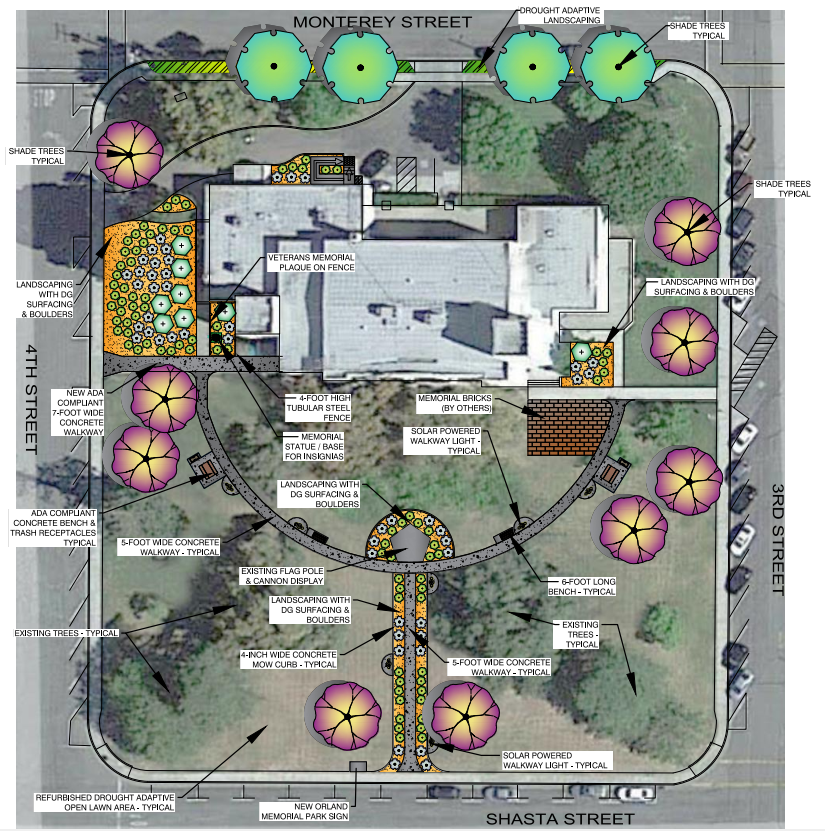 MONTEREY STREET
DROUGHT ADAPTIVE
LANDSCAPING
SHADE TREES
TYPICAL
SHADE TREES
TYPICAL
SHADE TREES
TYPICAL
VETERANS MEMORIAL
PLAQUE ON FENCE
LANDSCAPING
WITH DG
SURFACING
& BOULDERS
LANDSCAPING WITH DG
SURFACING & BOULDERS
4TH STREET
NEW ADA
COMPLIANT
7-FOOT WIDE
CONCRETE
WALKWAY
4-FOOT HIGH
TUBULAR STEEL
FENCE
MEMORIAL BRICKS
(BY OTHERS)
MEMORIAL
STATUE / BASE
FOR INSIGNIAS
SOLAR POWERED
WALKWAY LIGHT -
TYPICAL
LANDSCAPING WITH
DG SURFACING &
BOULDERS
3RD STREET
ADA COMPLIANT
CONCRETE BENCH &
TRASH RECEPTACLES
TYPICAL
5-FOOT WIDE CONCRETE
WALKWAY - TYPICAL
EXISTING FLAG POLE
& CANNON DISPLAY
6-FOOT LONG
BENCH - TYPICAL
LANDSCAPING WITH
DG SURFACING &
BOULDERS
EXISTING TREES - TYPICAL
EXISTING
TREES -
TYPICAL
4-INCH WIDE CONCRETE
MOW CURB - TYPICAL
5-FOOT WIDE CONCRETE
WALKWAY - TYPICAL
SOLAR POWERED
WALKWAY LIGHT - TYPICAL
REFURBISHED DROUGHT ADAPTIVE
OPEN LAWN AREA - TYPICAL
NEW ORLAND
MEMORIAL PARK SIGN
SHASTA STREET